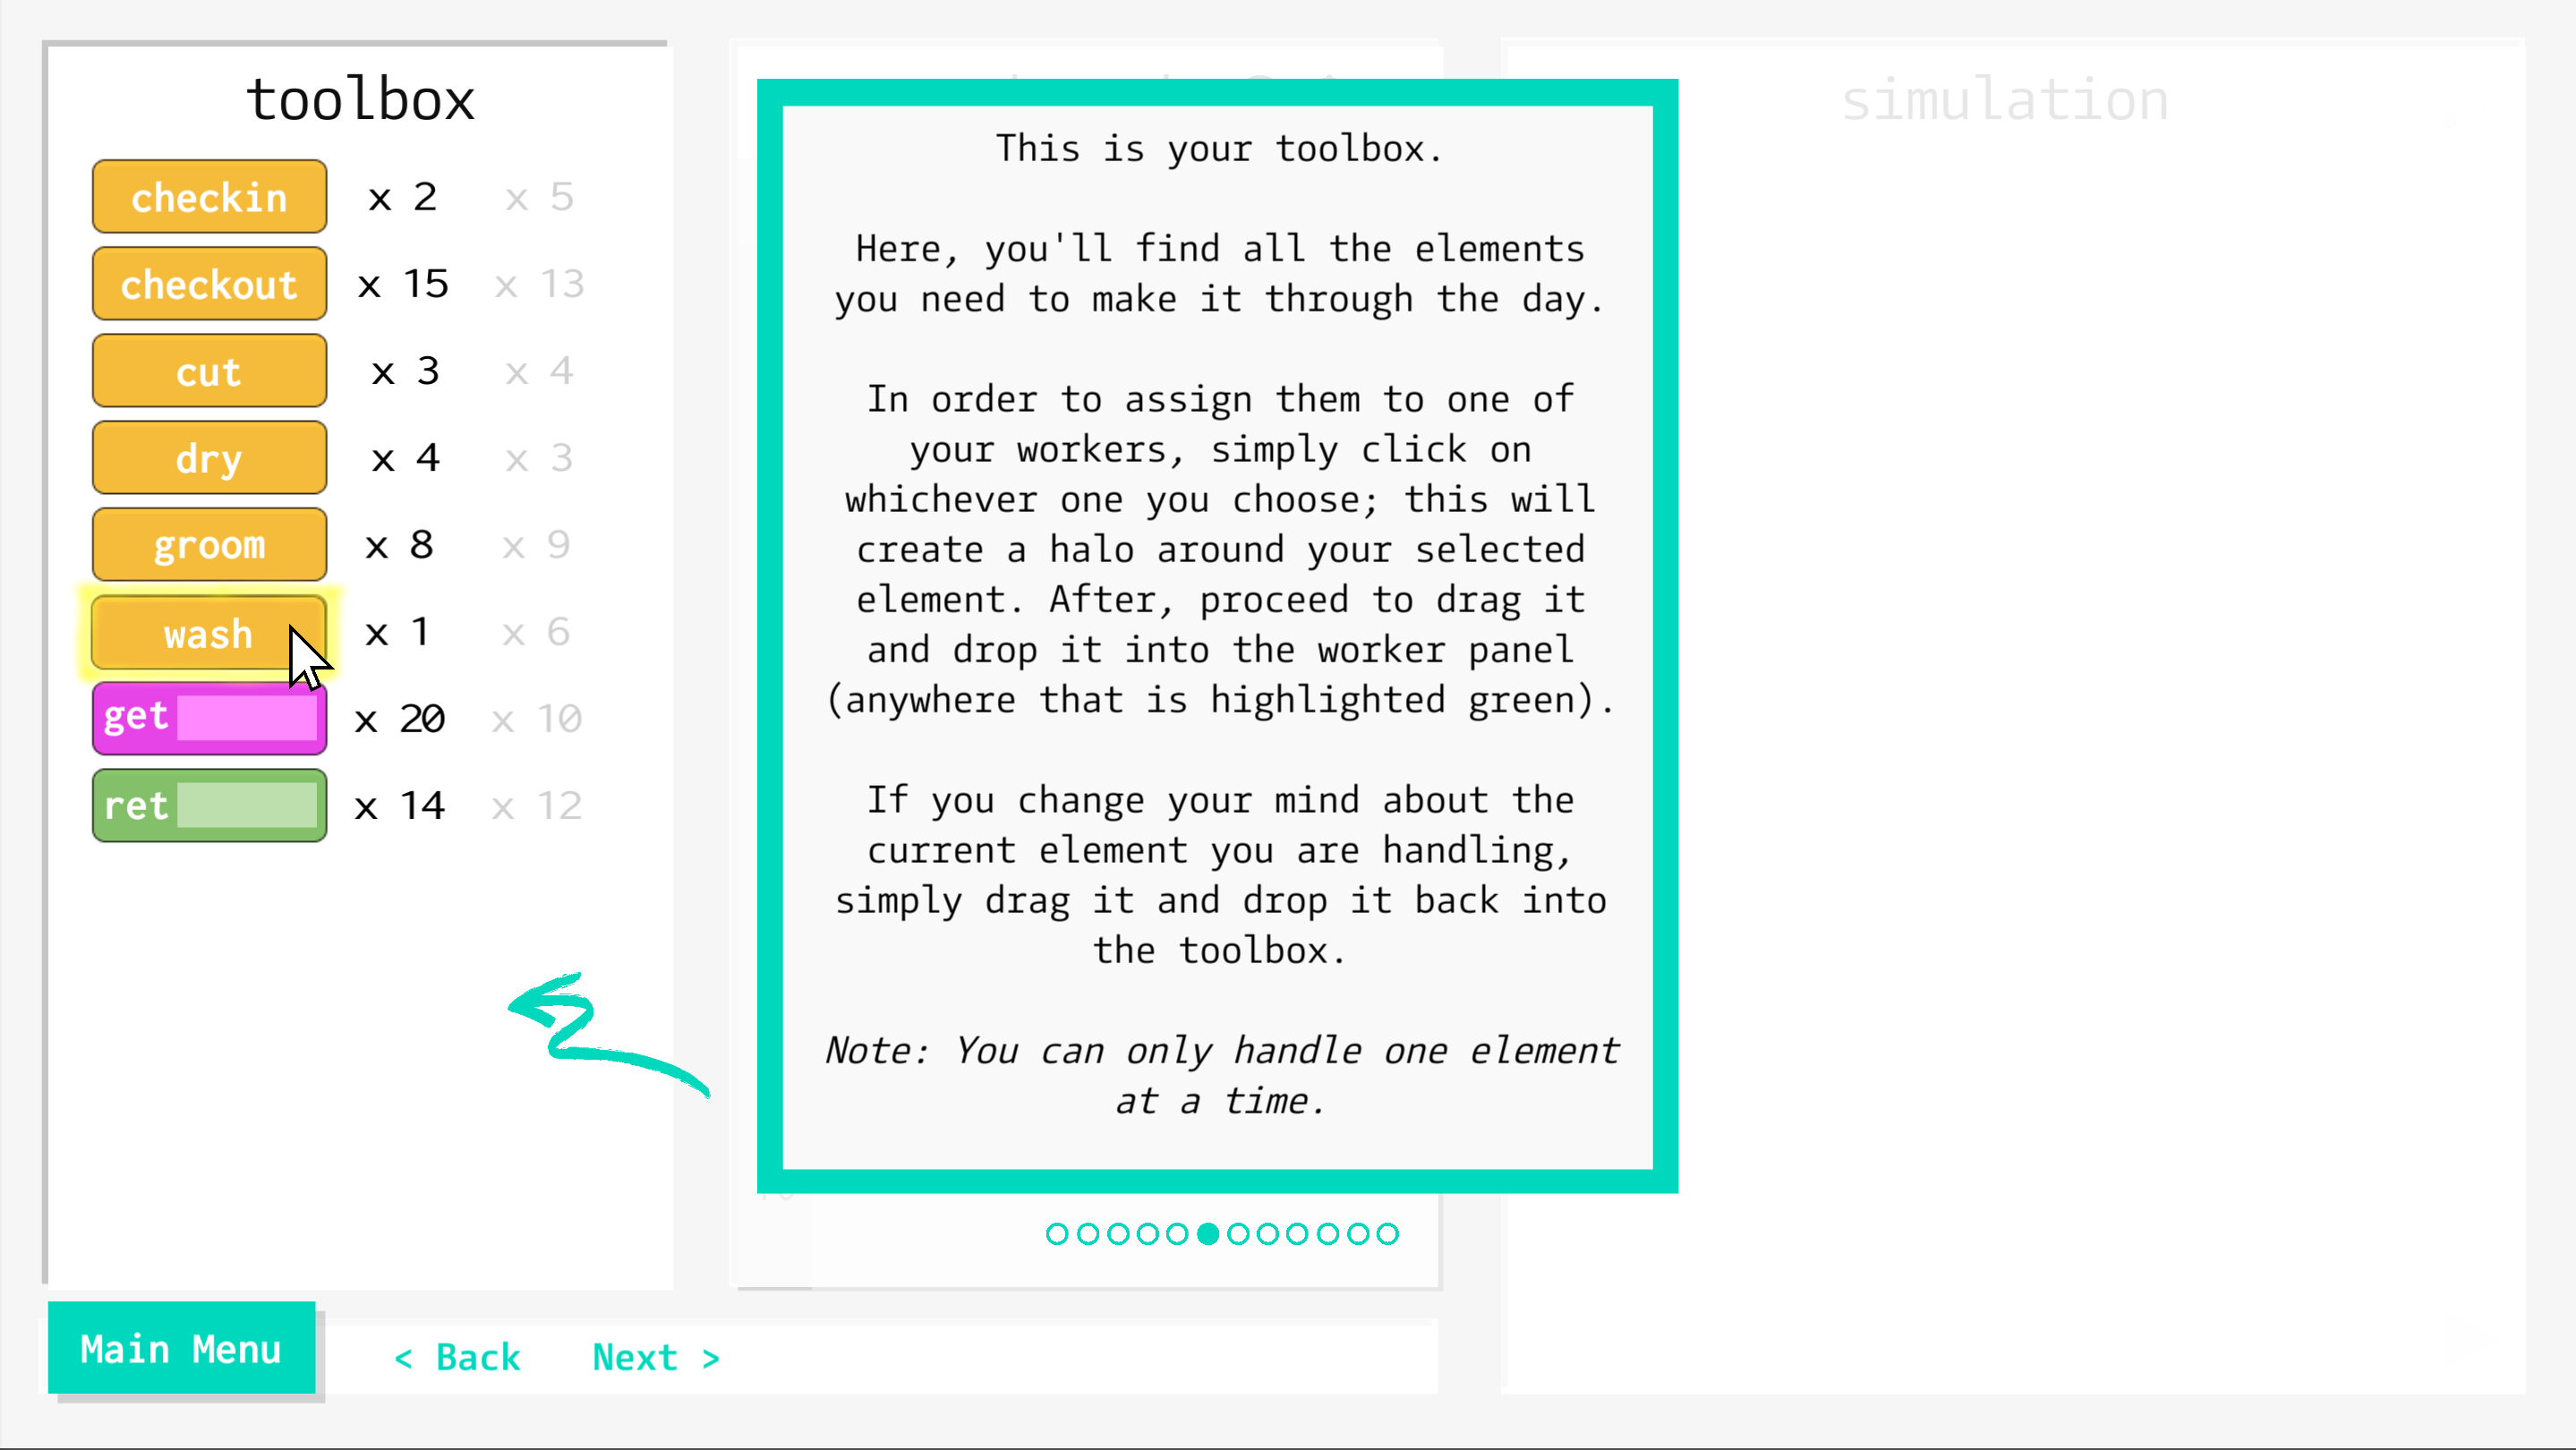 toolbox
checkin x 2 x 5
checkout x 15 x 13
cut x 3 x 4
dry x 4 x 3
groom x 8 x 9
wash x 1 x 6
get x 20 x 10
ret x 14 x 12
This is your toolbox.
Here, you'll find all the elements
you need to make it through the day.
In order to assign them to one of
your workers, simply click on
whichever one you choose; this will
create a halo around your selected
element. After, proceed to drag it
and drop it into the worker panel
(anywhere that is highlighted green).
If you change your mind about the
current element you are handling,
simply drag it and drop it back into
the toolbox.
Note: You can only handle one element
at a time.
simulation
Main Menu
< Back
Next >